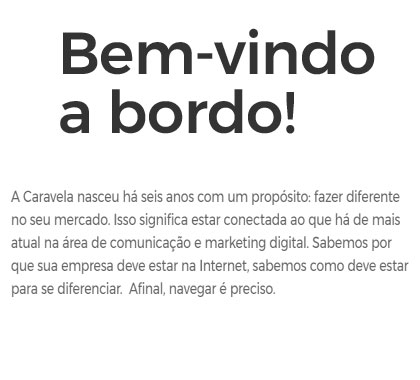 Bem-vindo
a bordo!
A Caravela nasceu há seis anos com um propósito: fazer diferente
no seu mercado. Isso significa estar conectada ao que há de mais
atual na área de comunicação e marketing digital. Sabemos por
que sua empresa deve estar na Internet, sabemos como deve estar
para se diferenciar.  Afinal, navegar é preciso.